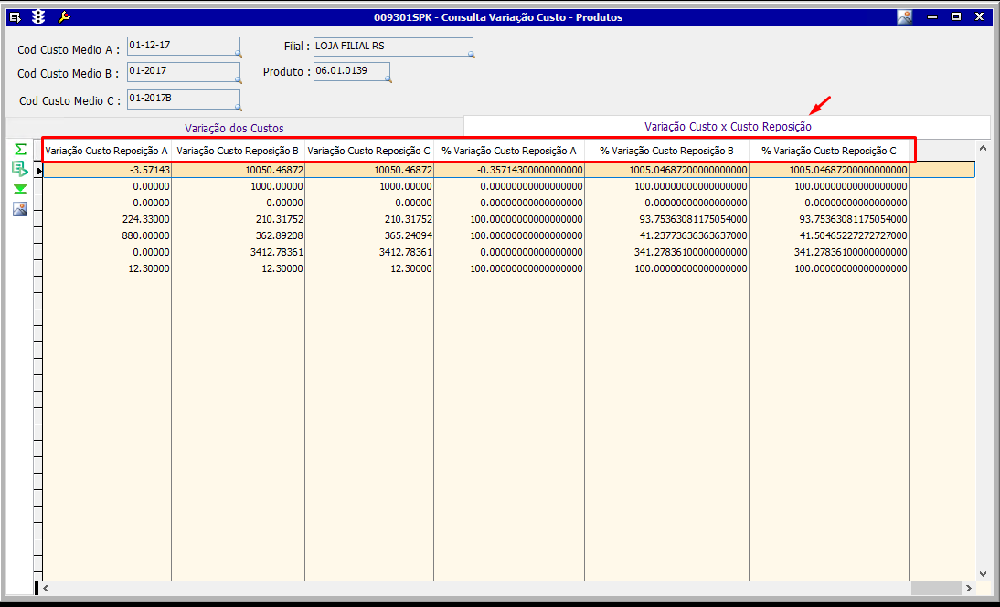 009301SPK - Consulta Variação Custo - Produtos
Cod Custo Medio A : 01-12-17 Filial : LOJA FILIAL RS
Cod Custo Medio B : 01-2017 Produto : 06.01.0139
Cod Custo Medio C : 01-2017B
Variação dos Custos Variação Custo x Custo Reposição
Variação Custo Reposição A Variação Custo Reposição B Variação Custo Reposição C % Variação Custo Reposição A % Variação Custo Reposição B % Variação Custo Reposição C
-3.57143 10050.46872 10050.46872 -0.35714300000000000 1005.04687200000000000 1005.04687200000000000
0.00000 1000.00000 1000.00000 0.00000000000000000 100.00000000000000000 100.00000000000000000
0.00000 0.00000 0.00000 0.00000000000000000 0.00000000000000000 0.00000000000000000
224.33000 210.31752 210.31752 100.00000000000000000 93.75363081175054000 93.75363081175054000
880.00000 362.89208 365.24094 100.00000000000000000 41.23773636363637000 41.50465227272727000
0.00000 3412.78361 3412.78361 0.00000000000000000 341.27836100000000000 341.27836100000000000
12.30000 12.30000 12.30000 100.00000000000000000 100.00000000000000000 100.00000000000000000